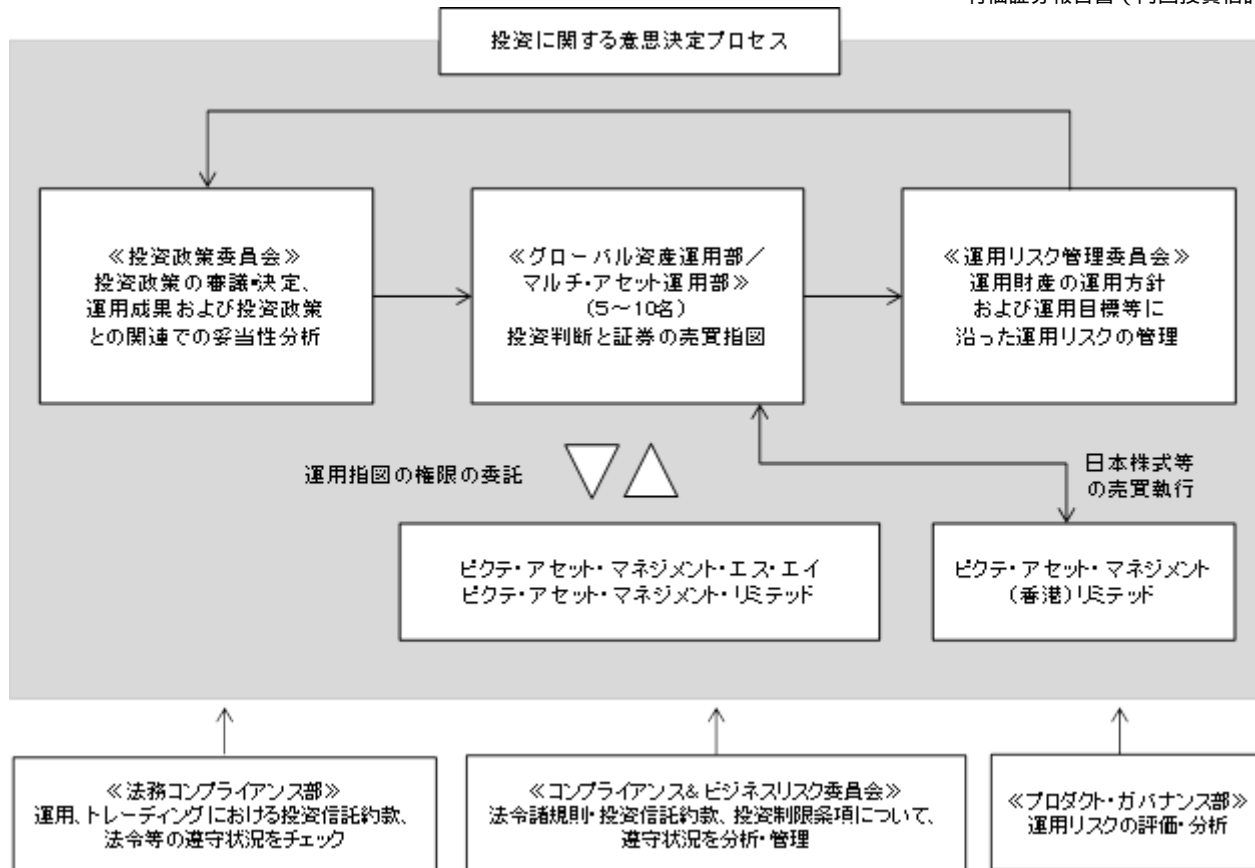 投資に関する意思決定プロセス
≪投資政策委員会≫
投資政策の審議・決定、
運用成果および投資政策
との関連での妥当性分析
≪グローバル資産運用部／
マルチ・アセット運用部≫
(5～10名)
投資判断と証券の売買指図
≪運用リスク管理委員会≫
運用財産の運用方針
および運用目標等に
沿った運用リスクの管理
運用指図の権限の委託
日本株式等
の売買執行
ピクテ・アセット・マネジメント・エス・エイ
ピクテ・アセット・マネジメント・リミテッド
ピクテ・アセット・マネジメント
(香港)リミテッド
≪法務コンプライアンス部≫
運用、トレーディングにおける投資信託約款、
法令等の遵守状況をチェック
≪コンプライアンス&ビジネスリスク委員会≫
法令諸規則・投資信託約款、投資制限条項について、
遵守状況を分析・管理
≪プロダクト・ガバナンス部≫
運用リスクの評価・分析